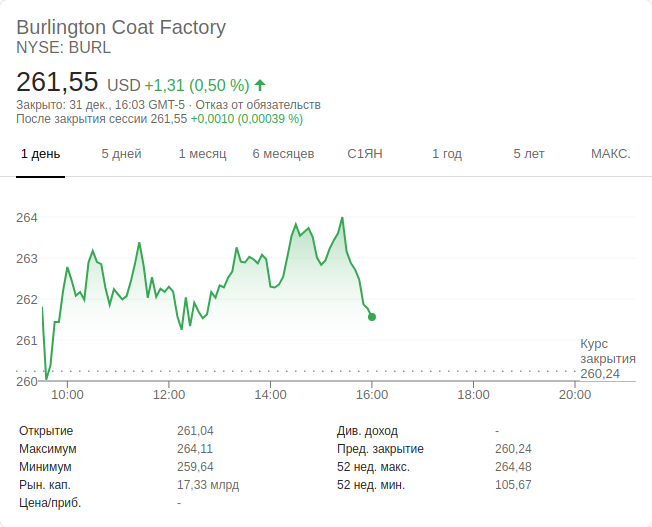 Burlington Coat Factory
NYSE: BURL
261,55 USD +1,31 (0,50 %) ↑
Закрыто: 31 дек., 16:03 GMT-5 · Отказ от обязательств
После закрытия сессии 261,55 +0,0010 (0,00039 %)
1 день 5 дней 1 месяц 6 месяцев С1ЯН 1 год 5 лет МАКС.
264
263
262
261
260
Курс
закрытия
260,24
10:00 12:00 14:00 16:00 18:00 20:00
Открытие 261,04 Див. доход -
Максимум 264,11 Пред. закрытие 260,24
Минимум 259,64 52 нед. макс. 264,48
Рын. кап. 17,33 млрд 52 нед. мин. 105,67
Цена/приб. -